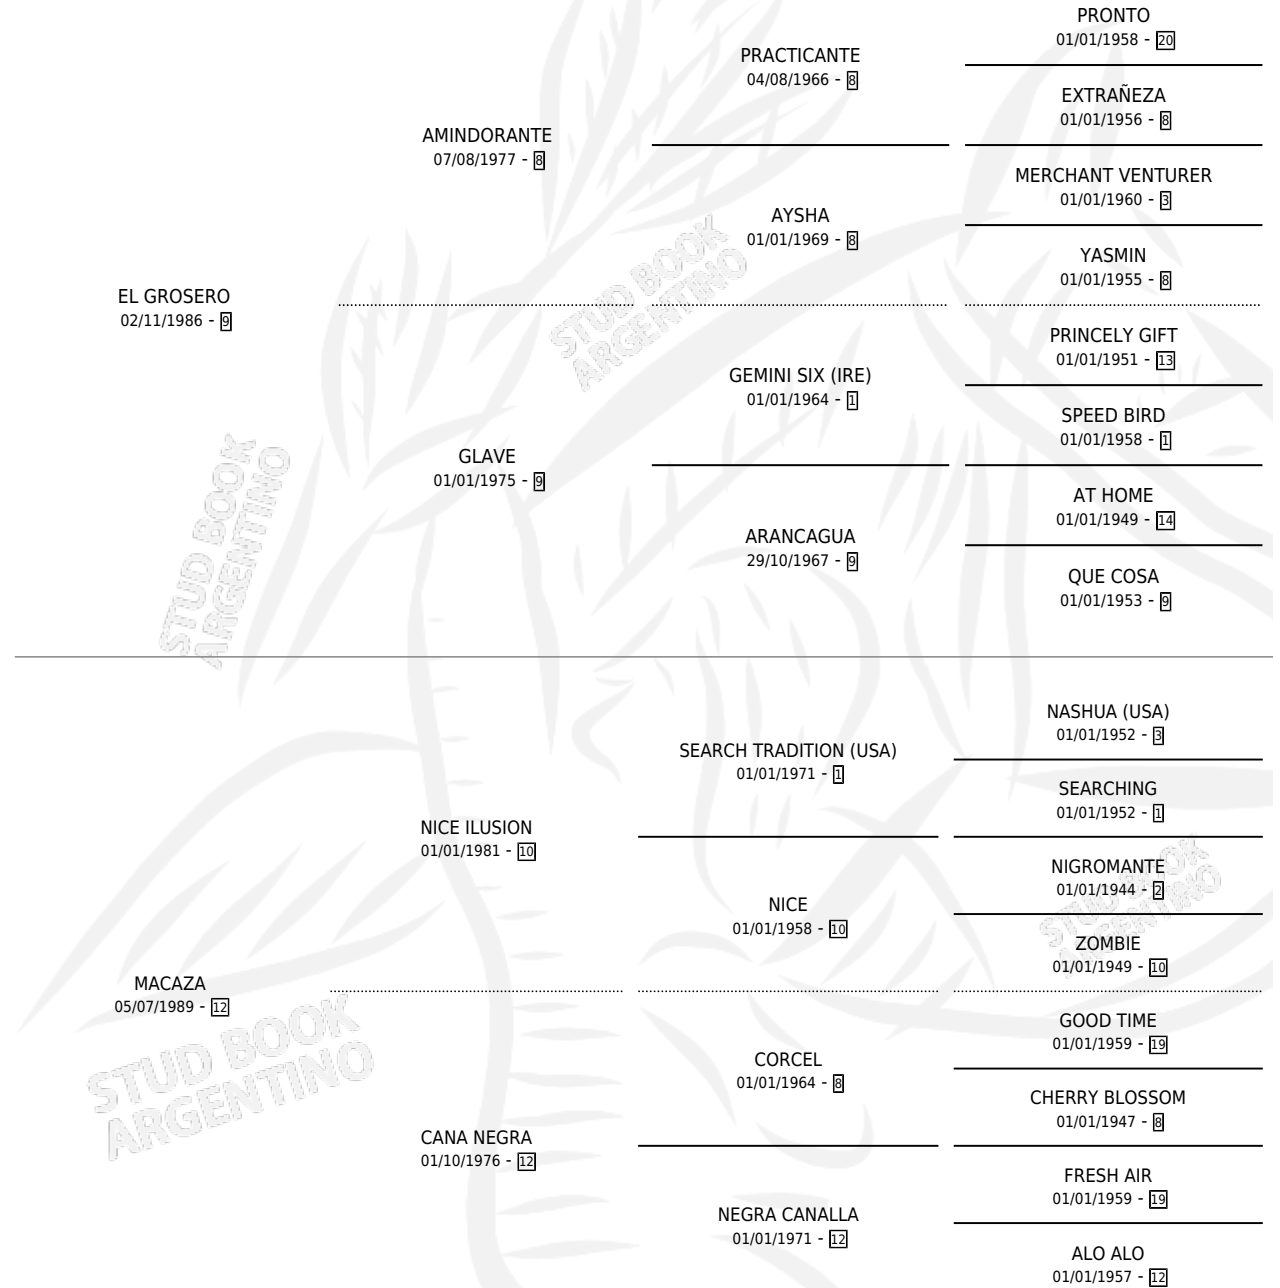 PRONTO
01/01/1958 - 20
PRACTICANTE
04/08/1966 - 8
EXTRAÑEZA
01/01/1956 - 8
AMINDORANTE
07/08/1977 - 8
MERCHANT VENTURER
01/01/1960 - 3
AYSHA
01/01/1969 - 8
YASMIN
01/01/1955 - 8
EL GROSERO
02/11/1986 - 9
PRINCELY GIFT
01/01/1951 - 13
GEMINI SIX (IRE)
01/01/1964 - 1
SPEED BIRD
01/01/1958 - 1
GLAVE
01/01/1975 - 9
AT HOME
01/01/1949 - 14
ARANCAGUA
29/10/1967 - 9
QUE COSA
01/01/1953 - 9
STUD BOOK
ARGENTINO
STUD BOOK
ARGENTINO
NASHUA (USA)
01/01/1952 - 3
SEARCH TRADITION (USA)
01/01/1971 - 1
SEARCHING
01/01/1952 - 1
NICE ILUSION
01/01/1981 - 10
NIGROMANTE
01/01/1944 - 2
NICE
01/01/1958 - 10
ZOMBIE
01/01/1949 - 10
MACAZA
05/07/1989 - 12
GOOD TIME
01/01/1959 - 19
CORCEL
01/01/1964 - 8
CHERRY BLOSSOM
01/01/1947 - 8
CANA NEGRA
01/10/1976 - 12
FRESH AIR
01/01/1959 - 19
NEGRA CANALLA
01/01/1971 - 12
ALO ALO
01/01/1957 - 12
STUD BOOK
ARGENTINO
STUD BOOK
ARGENTINO